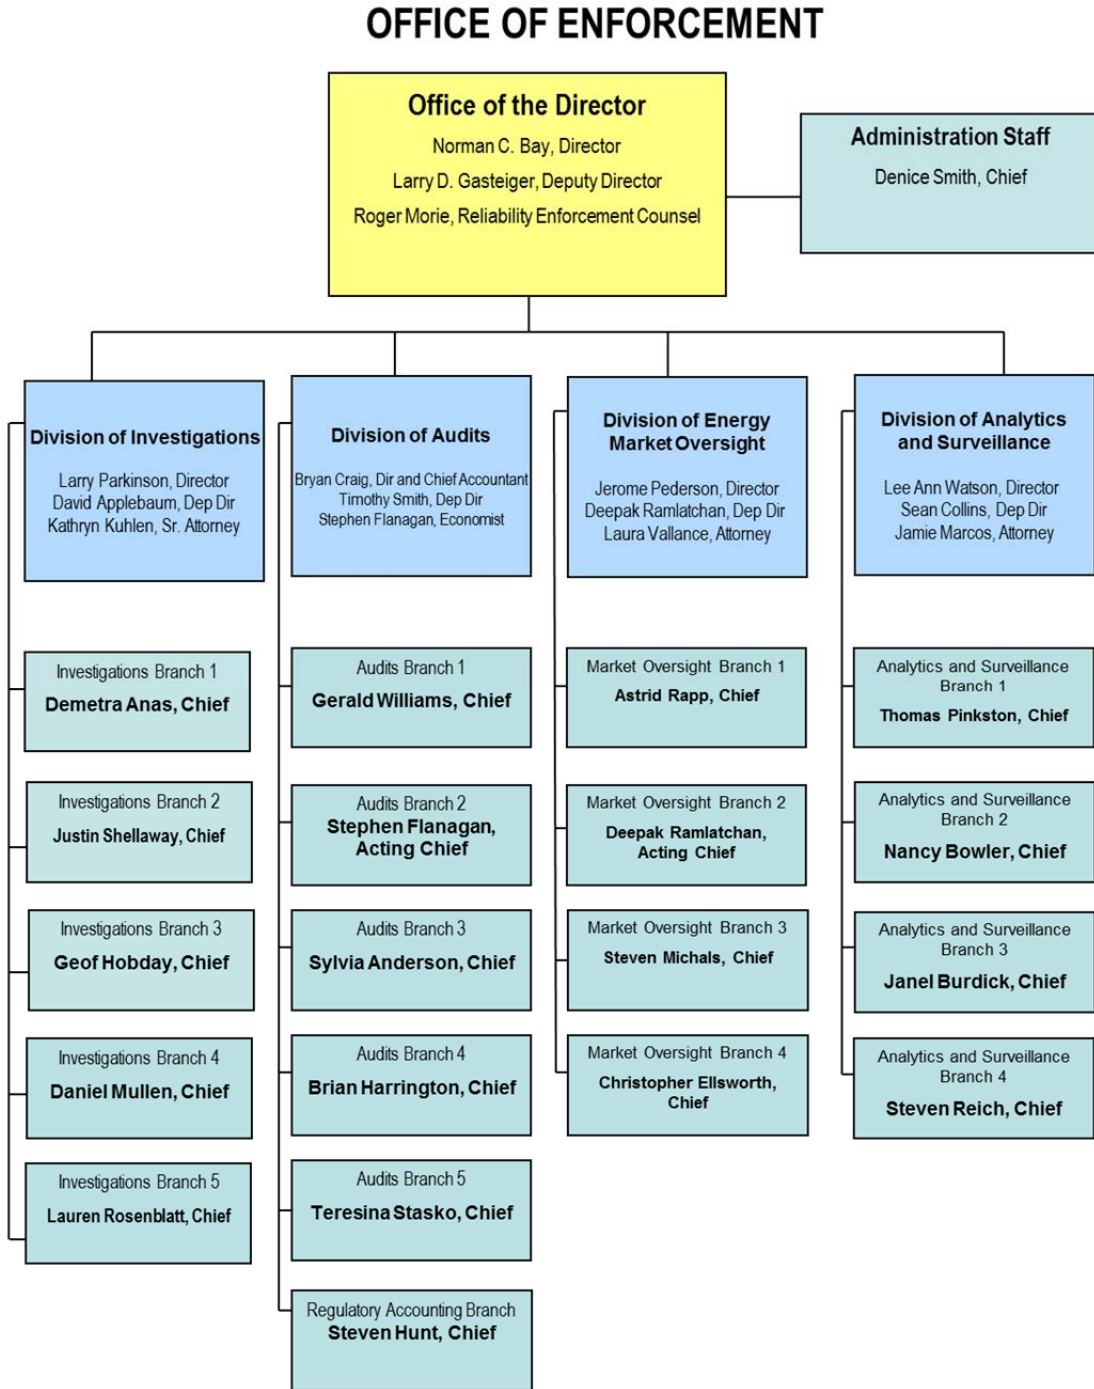 OFFICE OF ENFORCEMENT
Office of the Director
Norman C. Bay, Director
Larry D. Gasteiger, Deputy Director
Roger Morie, Reliability Enforcement Counsel
Administration Staff
Denice Smith, Chief
Division of Investigations
Larry Parkinson, Director
David Applebaum, Dep Dir
Kathryn Kuhlen, Sr. Attorney
Division of Audits
Bryan Craig, Dir and Chief Accountant
Timothy Smith, Dep Dir
Stephen Flanagan, Economist
Division of Energy
Market Oversight
Jerome Pederson, Director
Deepak Ramlatchan, Dep Dir
Laura Vallance, Attorney
Division of Analytics
and Surveillance
Lee Ann Watson, Director
Sean Collins, Dep Dir
Jamie Marcos, Attorney
Investigations Branch 1
Demetra Anas, Chief
Investigations Branch 2
Justin Shellaway, Chief
Investigations Branch 3
Geof Hobday, Chief
Investigations Branch 4
Daniel Mullen, Chief
Investigations Branch 5
Lauren Rosenblatt, Chief
Audits Branch 1
Gerald Williams, Chief
Audits Branch 2
Stephen Flanagan,
Acting Chief
Audits Branch 3
Sylvia Anderson, Chief
Audits Branch 4
Brian Harrington, Chief
Audits Branch 5
Teresina Stasko, Chief
Regulatory Accounting Branch
Steven Hunt, Chief
Market Oversight Branch 1
Astrid Rapp, Chief
Market Oversight Branch 2
Deepak Ramlatchan,
Acting Chief
Market Oversight Branch 3
Steven Michals, Chief
Market Oversight Branch 4
Christopher Ellsworth,
Chief
Analytics and Surveillance
Branch 1
Thomas Pinkston, Chief
Analytics and Surveillance
Branch 2
Nancy Bowler, Chief
Analytics and Surveillance
Branch 3
Janel Burdick, Chief
Analytics and Surveillance
Branch 4
Steven Reich, Chief